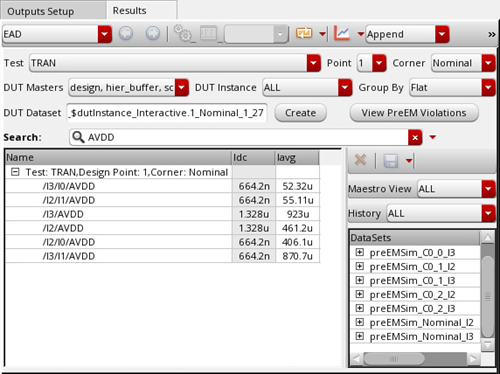 Outputs Setup Results
EAD Append »
Test TRAN Point 1 Corner Nominal
DUT Masters design, hier_buffer, sc DUT Instance ALL Group By Flat
DUT Dataset _$dutInstance_Interactive.1_Nominal_1_27 Create View PreEM Violations
Search: AVDD
Name Idc Iavg
Test: TRAN,Design Point: 1,Corner: Nominal
/I3/I0/AVDD 664.2n 52.32u
/I2/I1/AVDD 664.2n 55.11u
/I3/AVDD 1.328u 923u
/I2/AVDD 1.328u 461.2u
/I2/I0/AVDD 664.2n 406.1u
/I3/I1/AVDD 664.2n 870.7u
Maestro View ALL
History ALL
DataSets
preEMSim_C0_0_I3
preEMSim_C0_1_I2
preEMSim_C0_1_I3
preEMSim_C0_2_I2
preEMSim_C0_2_I3
preEMSim_Nominal_I2
preEMSim_Nominal_I3